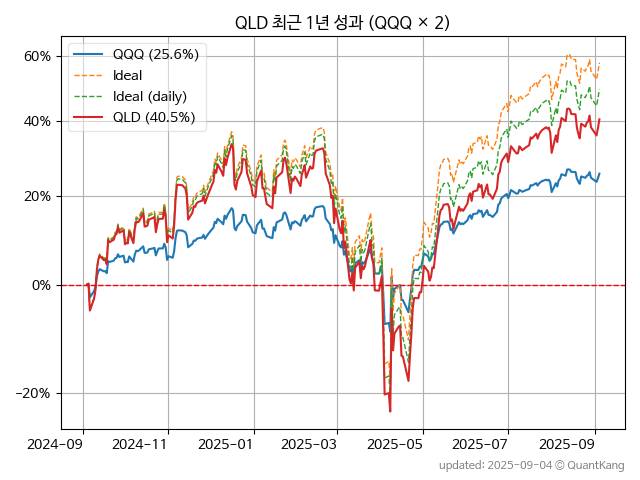 QLD 최근 1년 성과 (QQQ × 2)
QQQ (25.6%)
Ideal
Ideal (daily)
QLD (40.5%)
60%
40%
20%
0%
−20%
2024-09
2024-11
2025-01
2025-03
2025-05
2025-07
2025-09
updated: 2025-09-04 © QuantKang